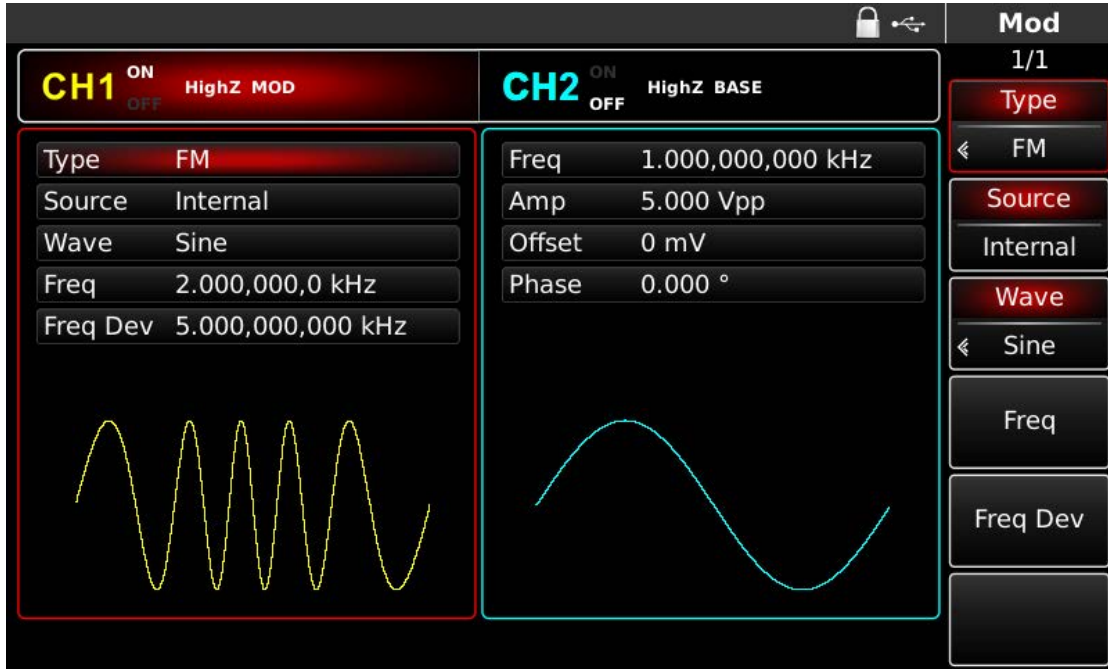 Mod
1/1
CH1 ON OFF HighZ MOD
CH2 ON OFF HighZ BASE
Type FM
Source Internal
Wave Sine
Freq 2.000,000,0 kHz
Freq Dev 5.000,000,000 kHz
Freq 1.000,000,000 kHz
Amp 5.000 Vpp
Offset 0 mV
Phase 0.000 °
Type
FM
Source
Internal
Wave
Sine
Freq
Freq Dev